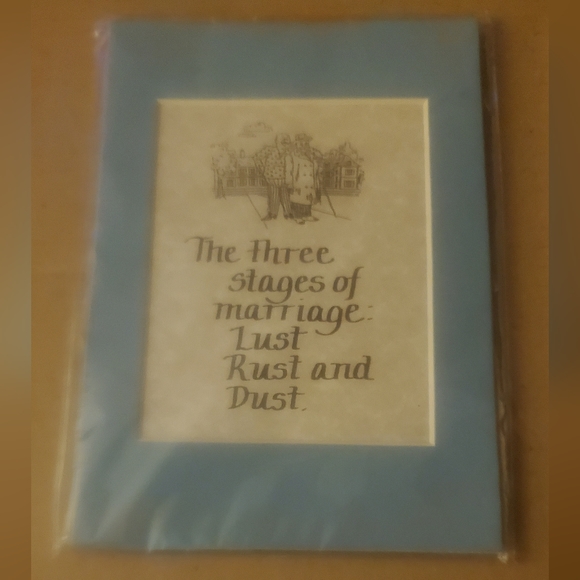 The three
stages of
marriage:
Lust
Rust and
Dust.